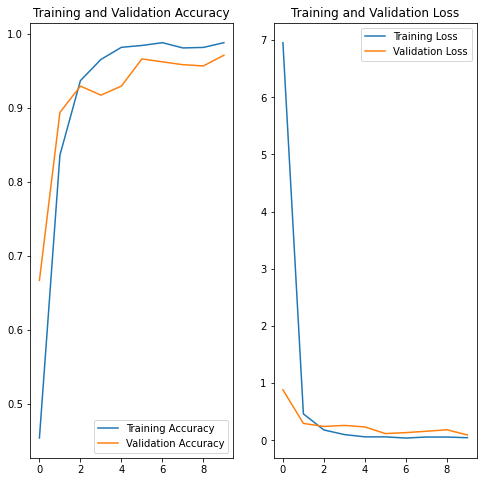 Training and Validation Accuracy
1.0
0.9
0.8
0.7
0.6
0.5
0 2 4 6 8
Training Accuracy
Validation Accuracy
Training and Validation Loss
7
6
5
4
3
2
1
0
0 2 4 6 8
Training Loss
Validation Loss